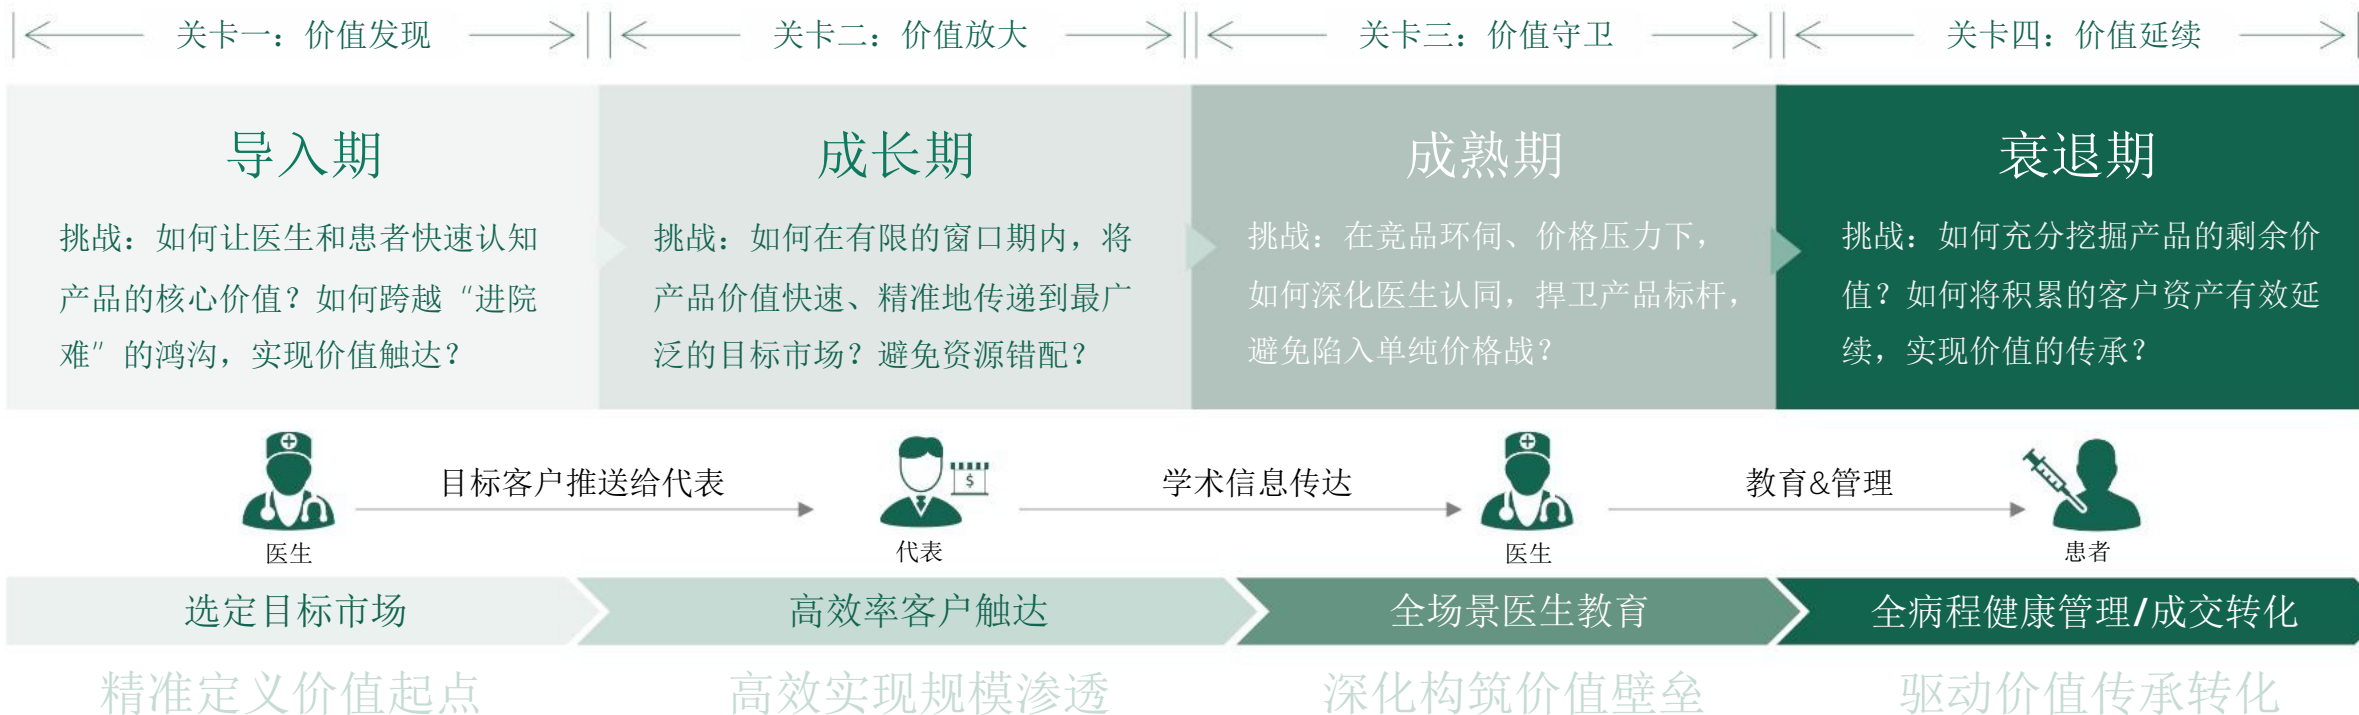 关卡一：价值发现
关卡二：价值放大
关卡三：价值守卫
关卡四：价值延续
导入期
挑战：如何让医生和患者快速认知
产品的核心价值？如何跨越“进院
难”的鸿沟，实现价值触达？
成长期
挑战：如何在有限的窗口期内，将
产品价值快速、精准地传递到最广
泛的目标市场？避免资源错配？
成熟期
挑战：在竞品环伺、价格压力下，
如何深化医生认同，捍卫产品标杆，
避免陷入单纯价格战？
衰退期
挑战：如何充分挖掘产品的剩余价
值？如何将积累的客户资产有效延
续，实现价值的传承？
医生
目标客户推送给代表
$
代表
学术信息传达
医生
教育&管理
患者
选定目标市场
高效率客户触达
全场景医生教育
全病程健康管理/成交转化
精准定义价值起点
高效实现规模渗透
深化构筑价值壁垒
驱动价值传承转化